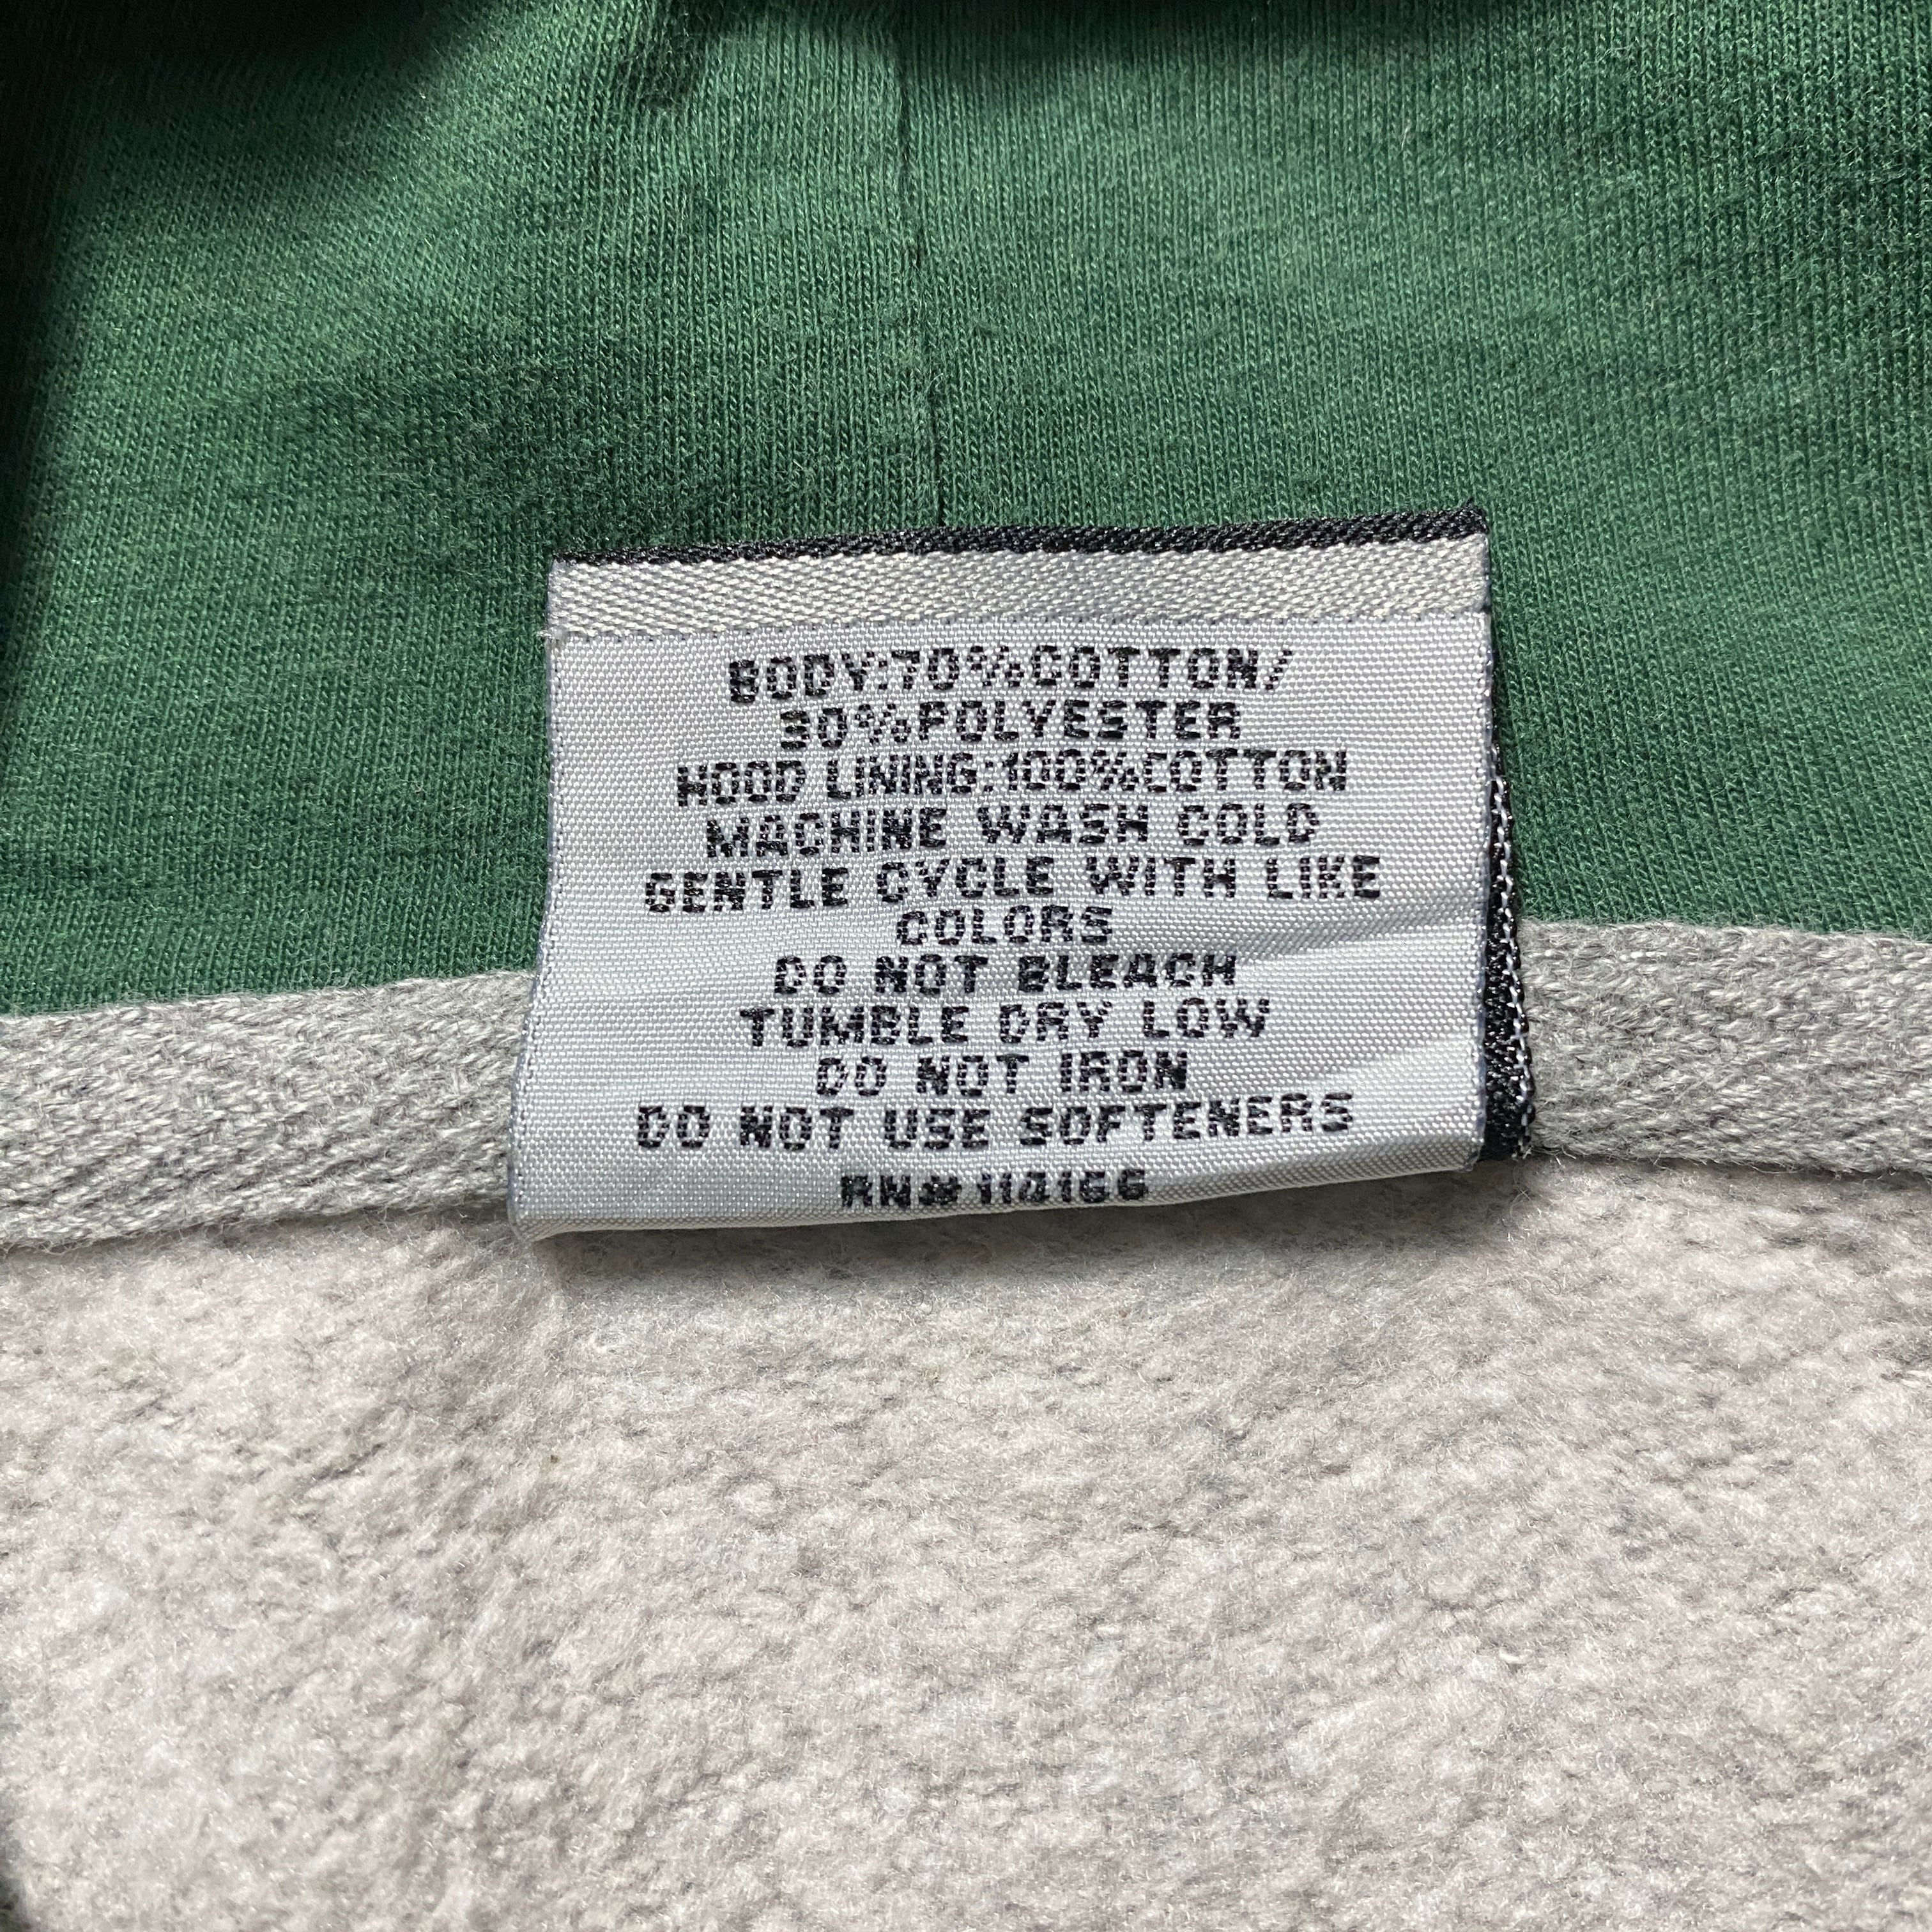 BODY:70%COTTON/
30%POLYESTER
HOOD LINING:100%COTTON
MACHINE WASH COLD
GENTLE CYCLE WITH LIKE
COLORS
DO NOT BLEACH
TUMBLE DRY LOW
DO NOT IRON
DO NOT USE SOFTENERS
RN#114166